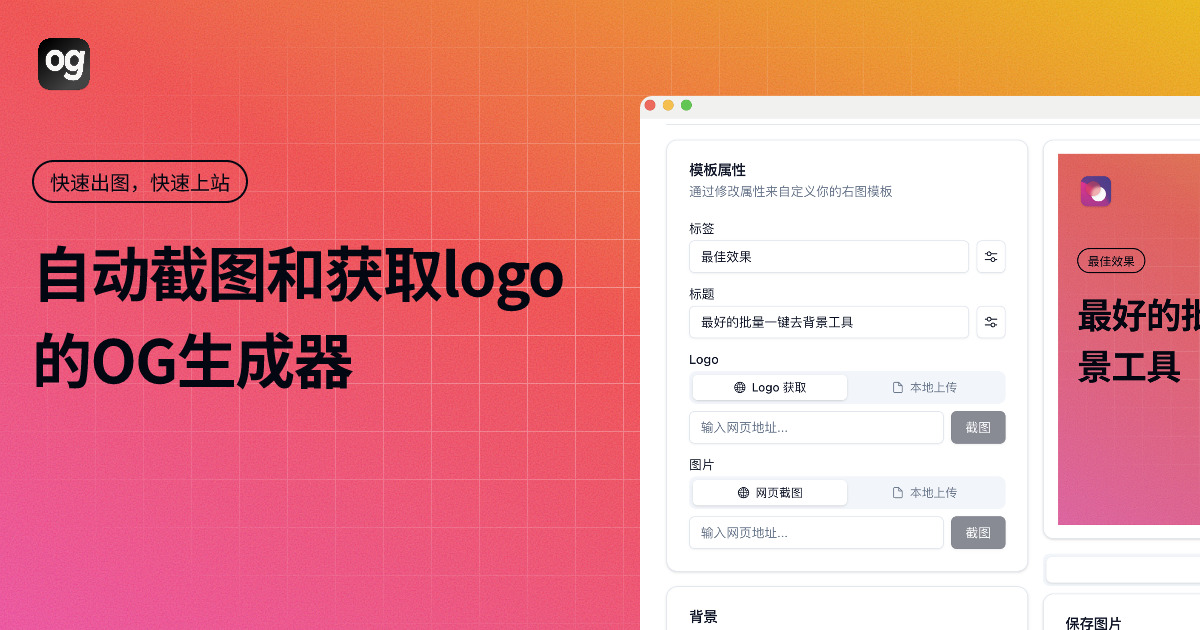 og
快速出图，快速上站
自动截图和获取logo
的OG生成器
模板属性
通过修改属性来自定义你的右图模板
标签
最佳效果
标题
最好的批量一键去背景工具
Logo
Logo 获取
本地上传
输入网页地址...
截图
图片
网页截图
本地上传
输入网页地址...
截图
背景
最佳效果
最好的批
景工具
保存图片